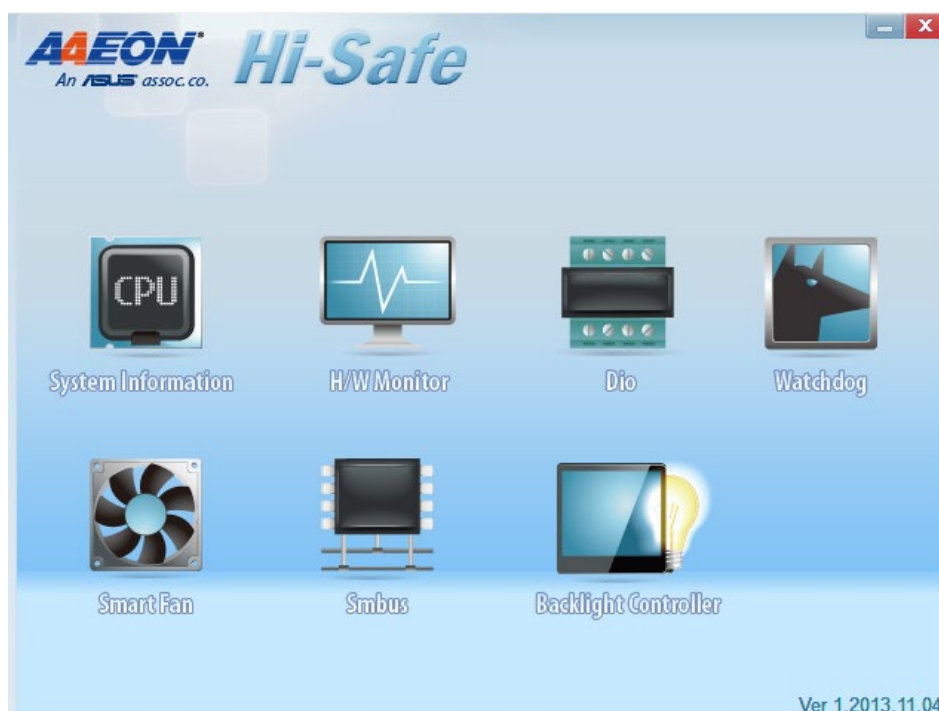 AAEON®
An ASUS assoc. co.
Hi-Safe
CPU
System Information
H/W Monitor
Dio
Watchdog
Smart Fan
Smbus
Backlight Controller
Ver 1.2013.11.04